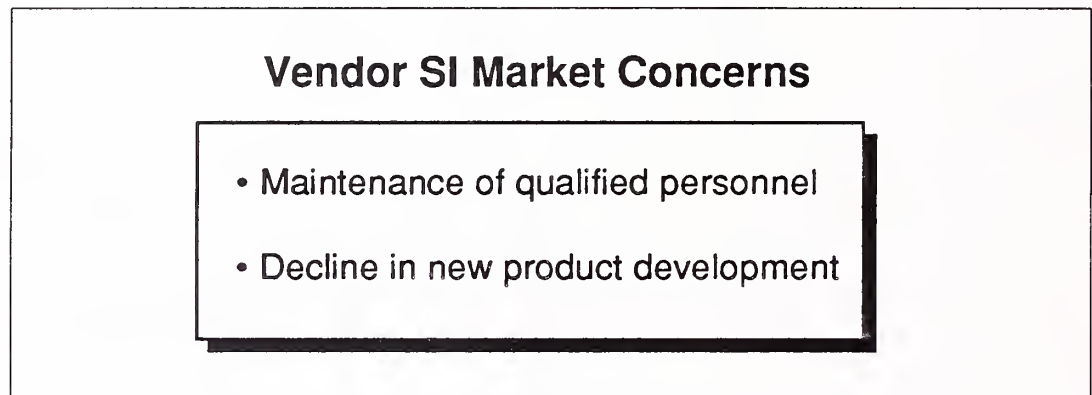 Vendor SI Market Concerns
• Maintenance of qualified personnel
• Decline in new product development